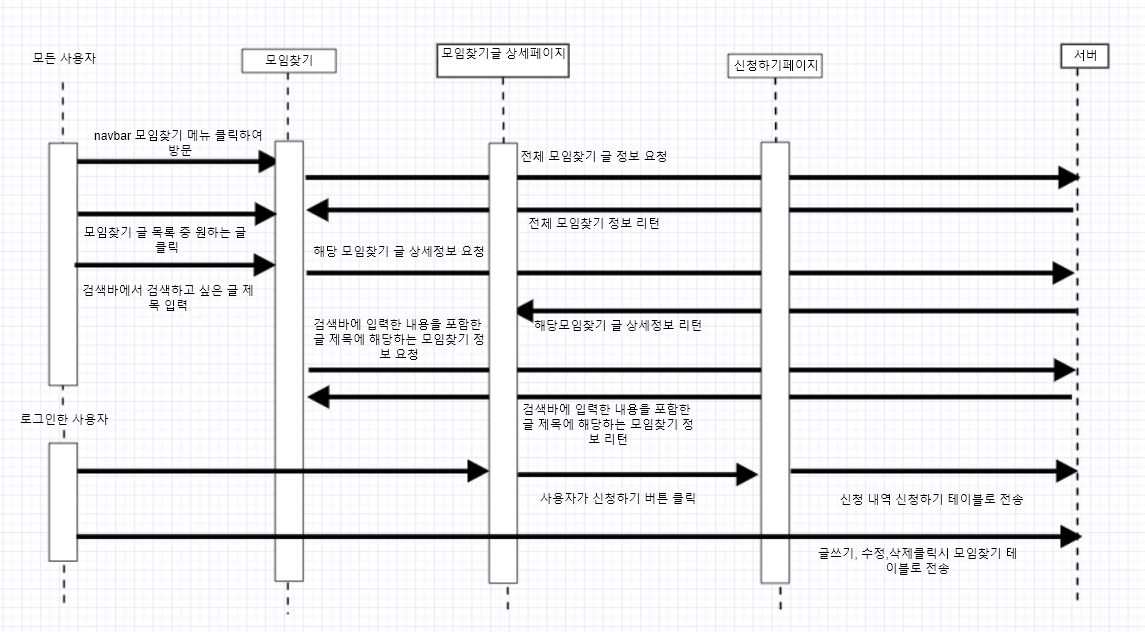 모든 사용자
모임찾기
모임찾기글 상세페이지
신청하기페이지
서버
navbar 모임찾기 메뉴 클릭하여
방문
전체 모임찾기 글 정보 요청
전체 모임찾기 정보 리턴
모임찾기 글 목록 중 원하는 글
클릭
해당 모임찾기 글 상세정보 요청
검색바에서 검색하고 싶은 글 제
목 입력
해당모임찾기 글 상세정보 리턴
검색바에 입력한 내용을 포함한
글 제목에 해당하는 모임찾기 정
보 요청
검색바에 입력한 내용을 포함한
글 제목에 해당하는 모임찾기 정
보 리턴
로그인한 사용자
사용자가 신청하기 버튼 클릭
신청 내역 신청하기 테이블로 전송
글쓰기, 수정,삭제클릭시 모임찾기 테
이블로 전송